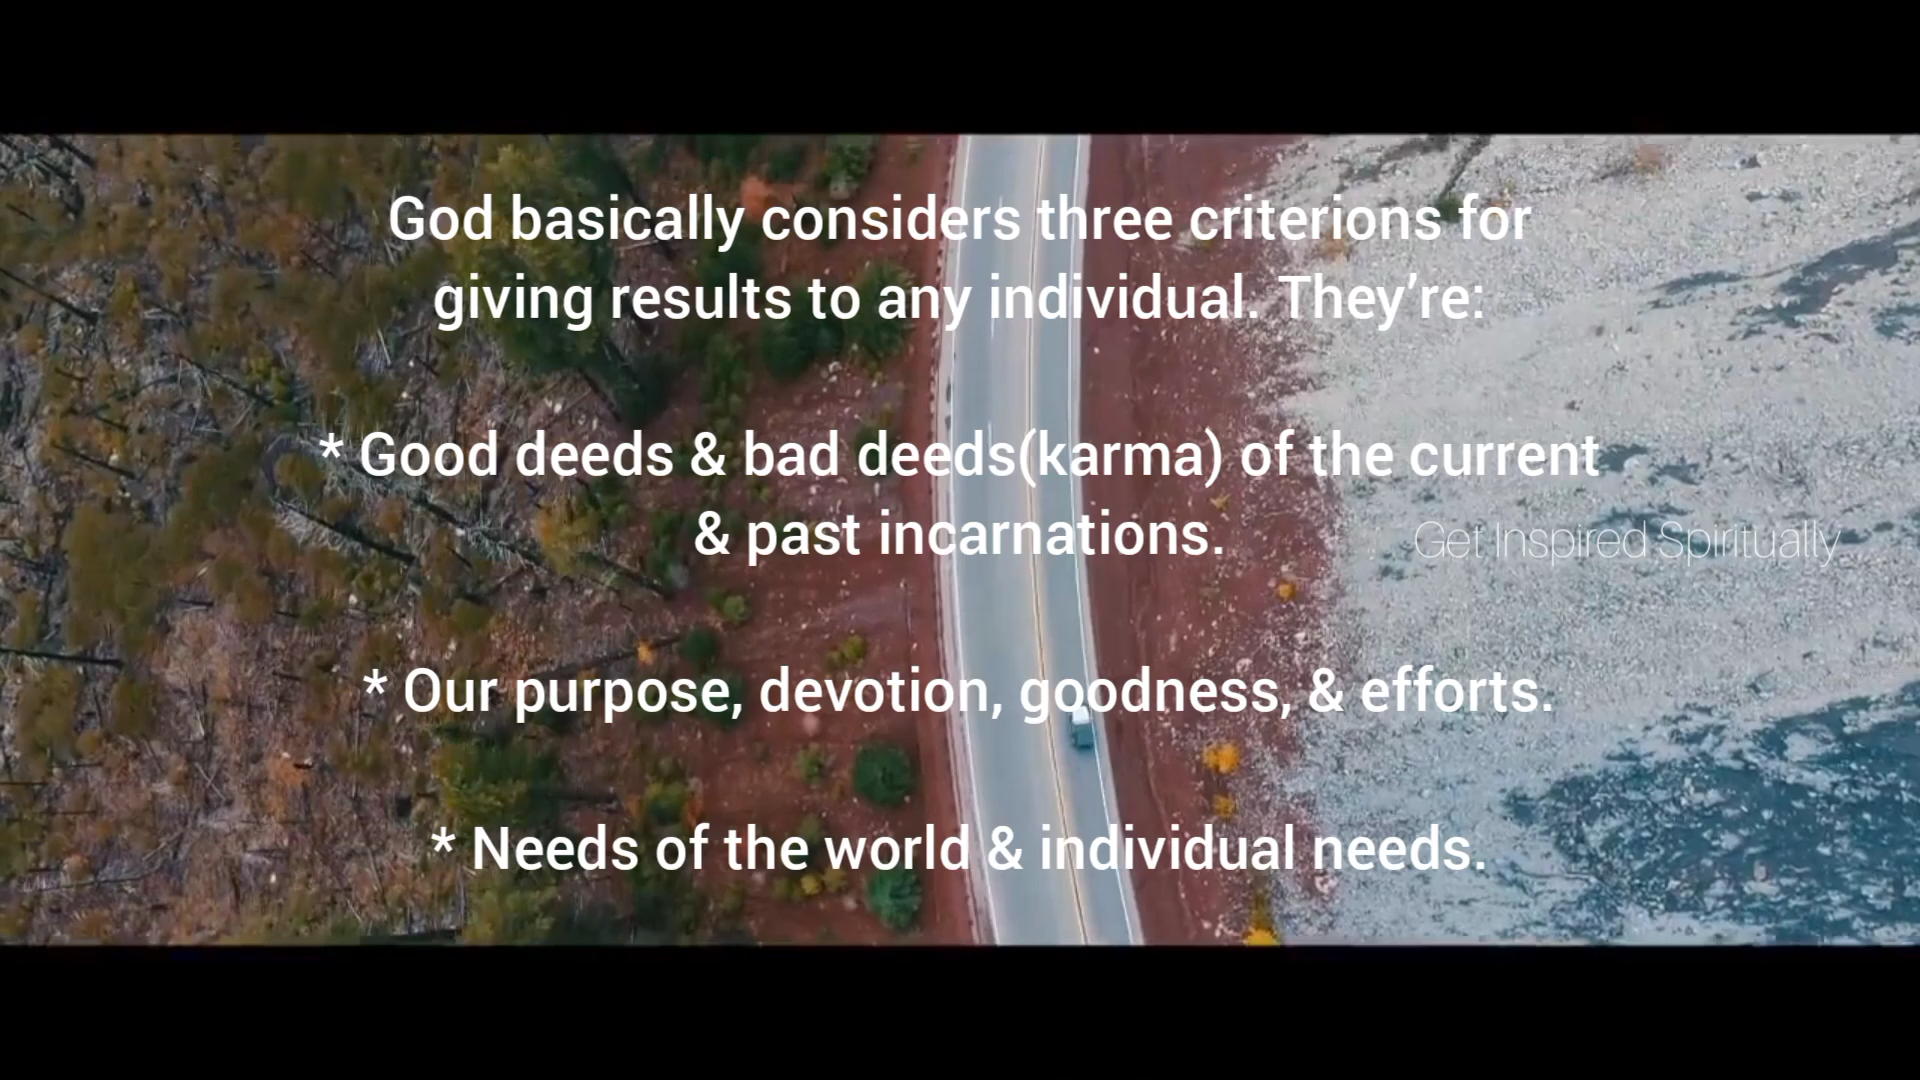 God basically considers three criterions for
giving results to any individual. They’re:
* Good deeds & bad deeds(karma) of the current
& past incarnations.
Get Inspired Spiritually
* Our purpose, devotion, goodness, & efforts.
* Needs of the world & individual needs.